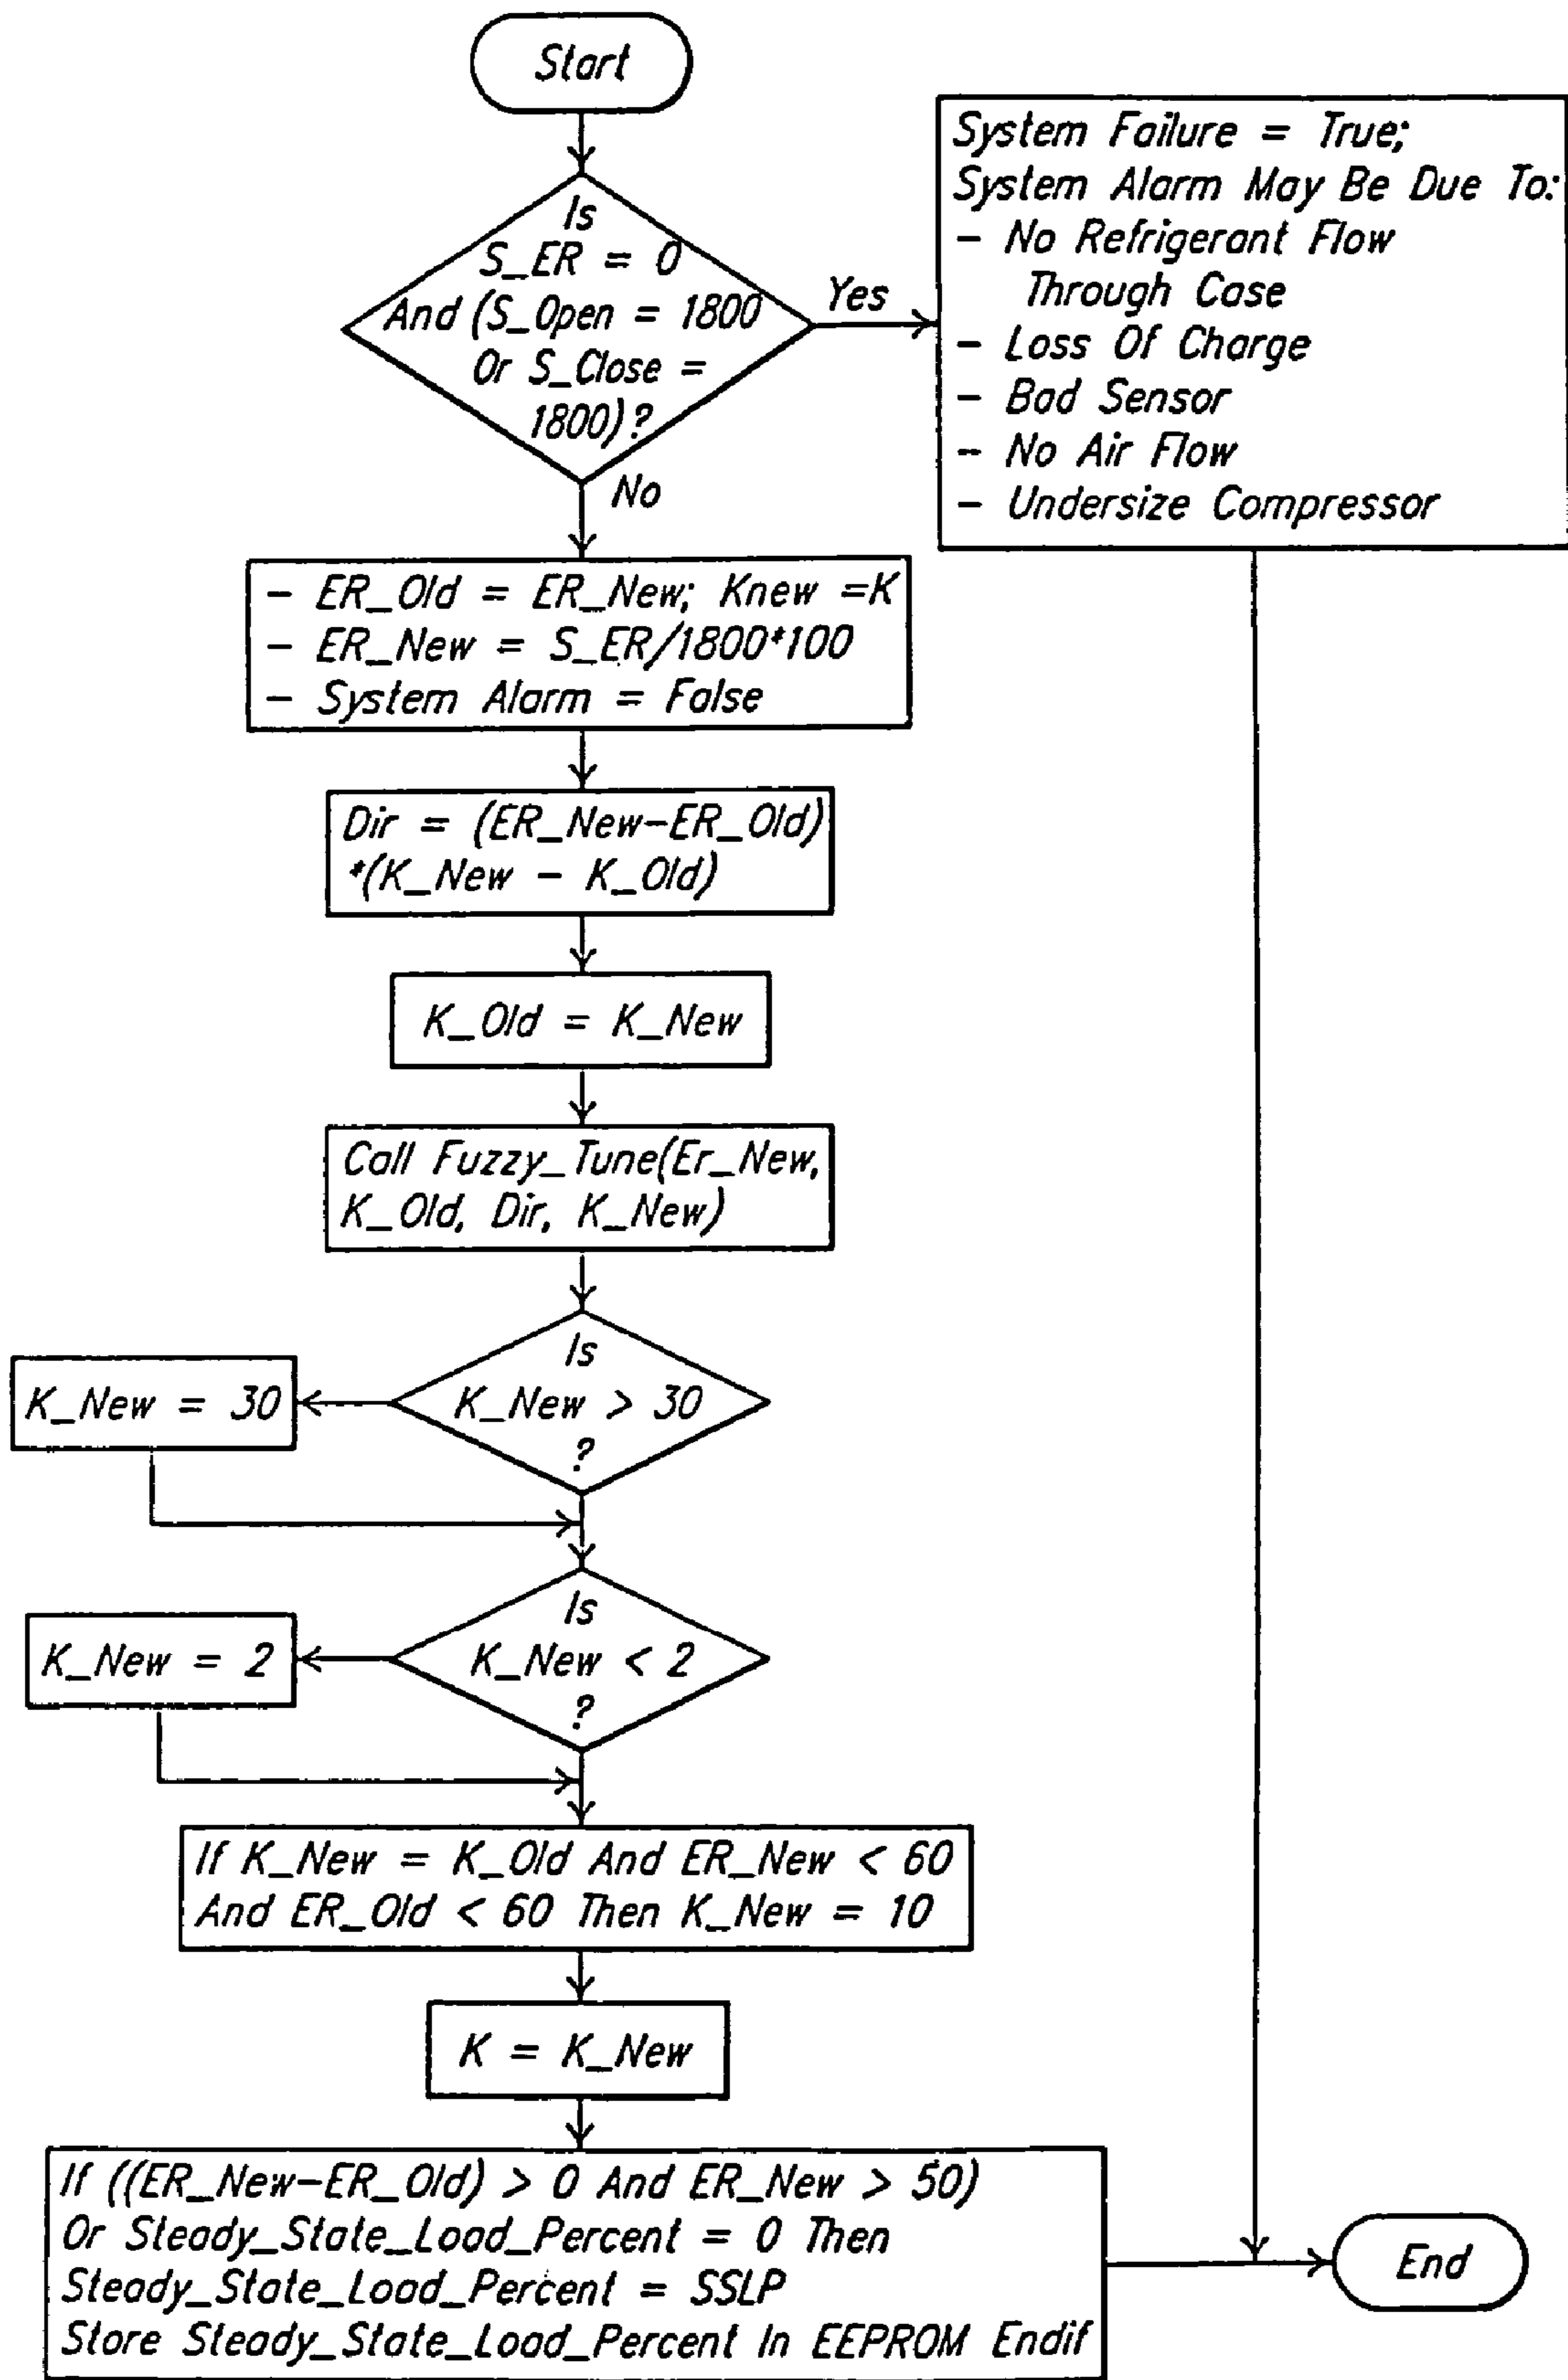 Start
Is
S_ER = 0
And (S_Open = 1800
Or S_Close =
1800)?
Yes
No
System Failure = True;
System Alarm May Be Due To:
- No Refrigerant Flow
Through Case
- Loss Of Charge
- Bad Sensor
- No Air Flow
- Undersize Compressor
- ER_Old = ER_New; Knew =K
- ER_New = S_ER/1800*100
- System Alarm = False
Dir = (ER_New-ER_Old)
*(K_New - K_Old)
K_Old = K_New
Call Fuzzy_Tune(Er_New,
K_Old, Dir, K_New)
Is
K_New > 30
?
K_New = 30
Is
K_New < 2
?
K_New = 2
If K_New = K_Old And ER_New < 60
And ER_Old < 60 Then K_New = 10
K = K_New
If ((ER_New-ER_Old) > 0 And ER_New > 50)
Or Steady_State_Load_Percent = 0 Then
Steady_State_Load_Percent = SSLP
Store Steady_State_Load_Percent In EEPROM Endif
End